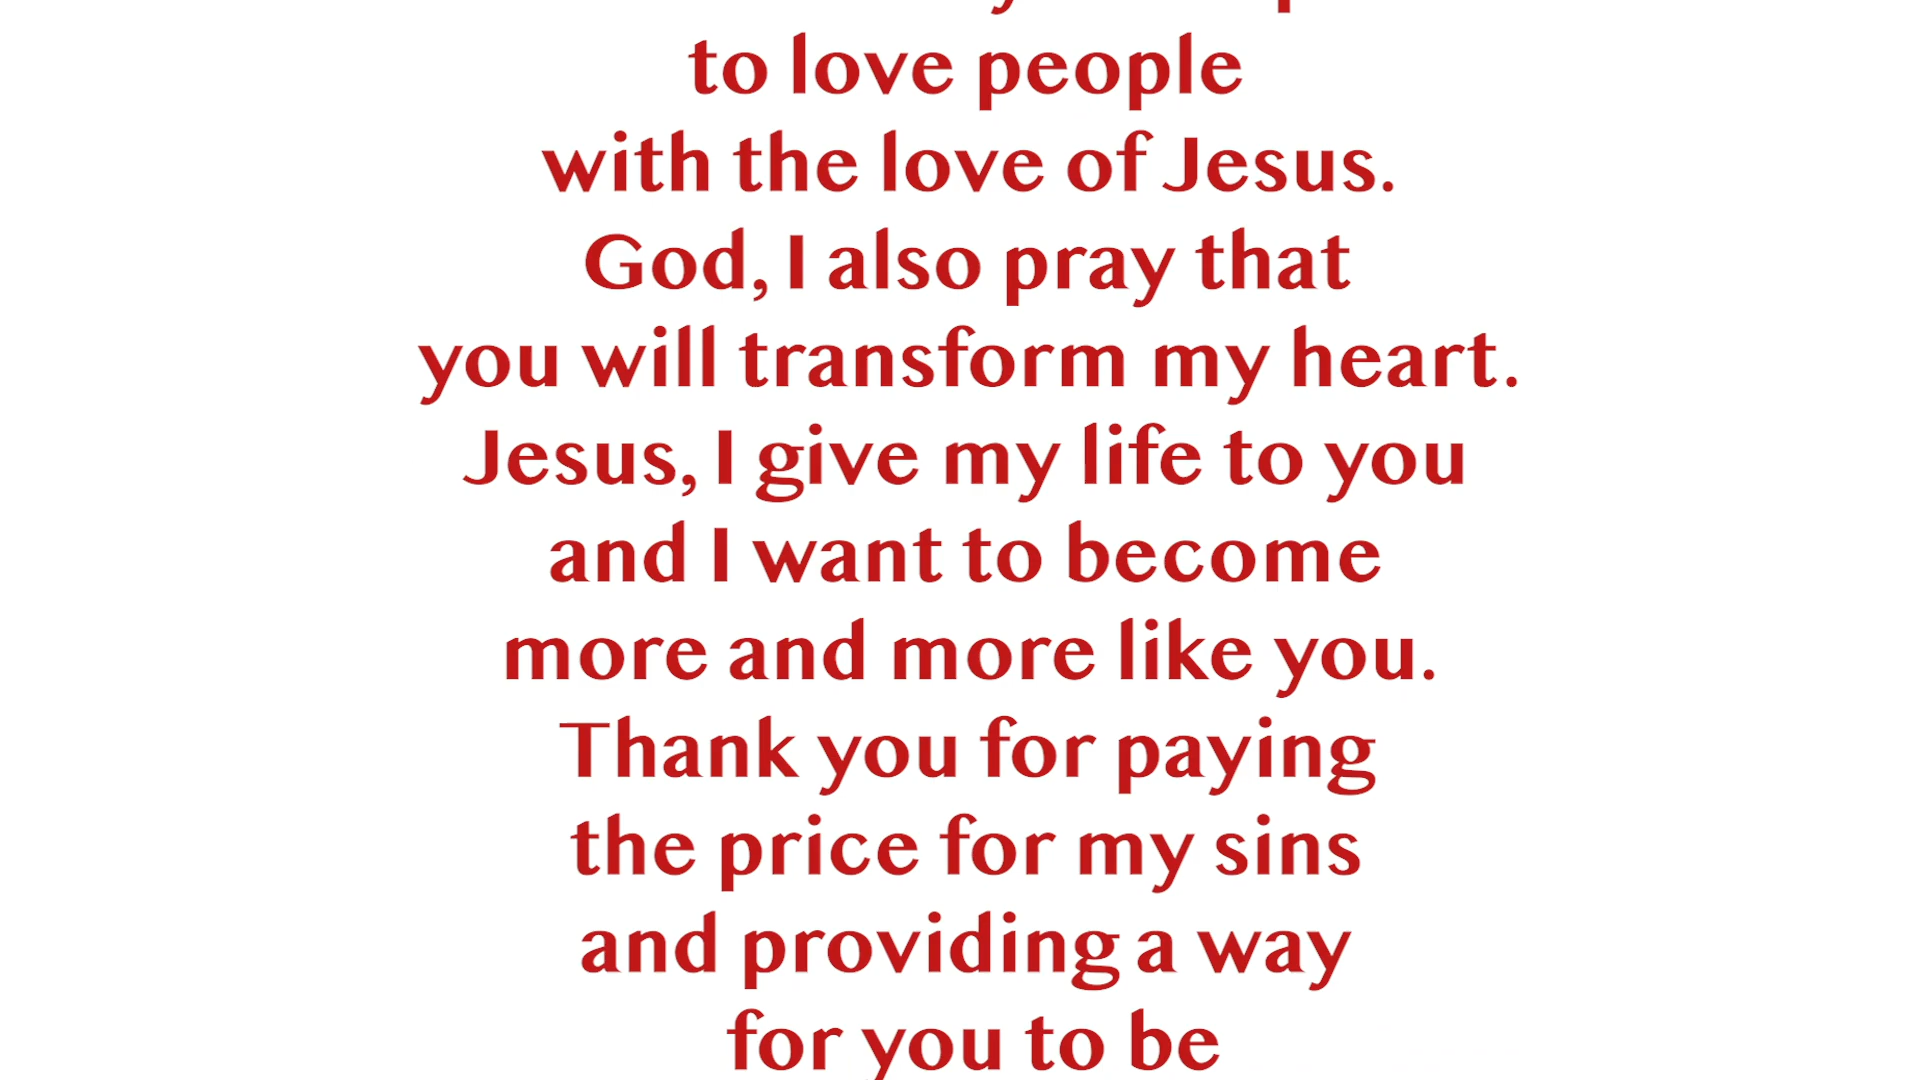 to love people
with the love of Jesus.
God, I also pray that
you will transform my heart.
Jesus, I give my life to you
and I want to become
more and more like you.
Thank you for paying
the price for my sins
and providing a way
for you to be